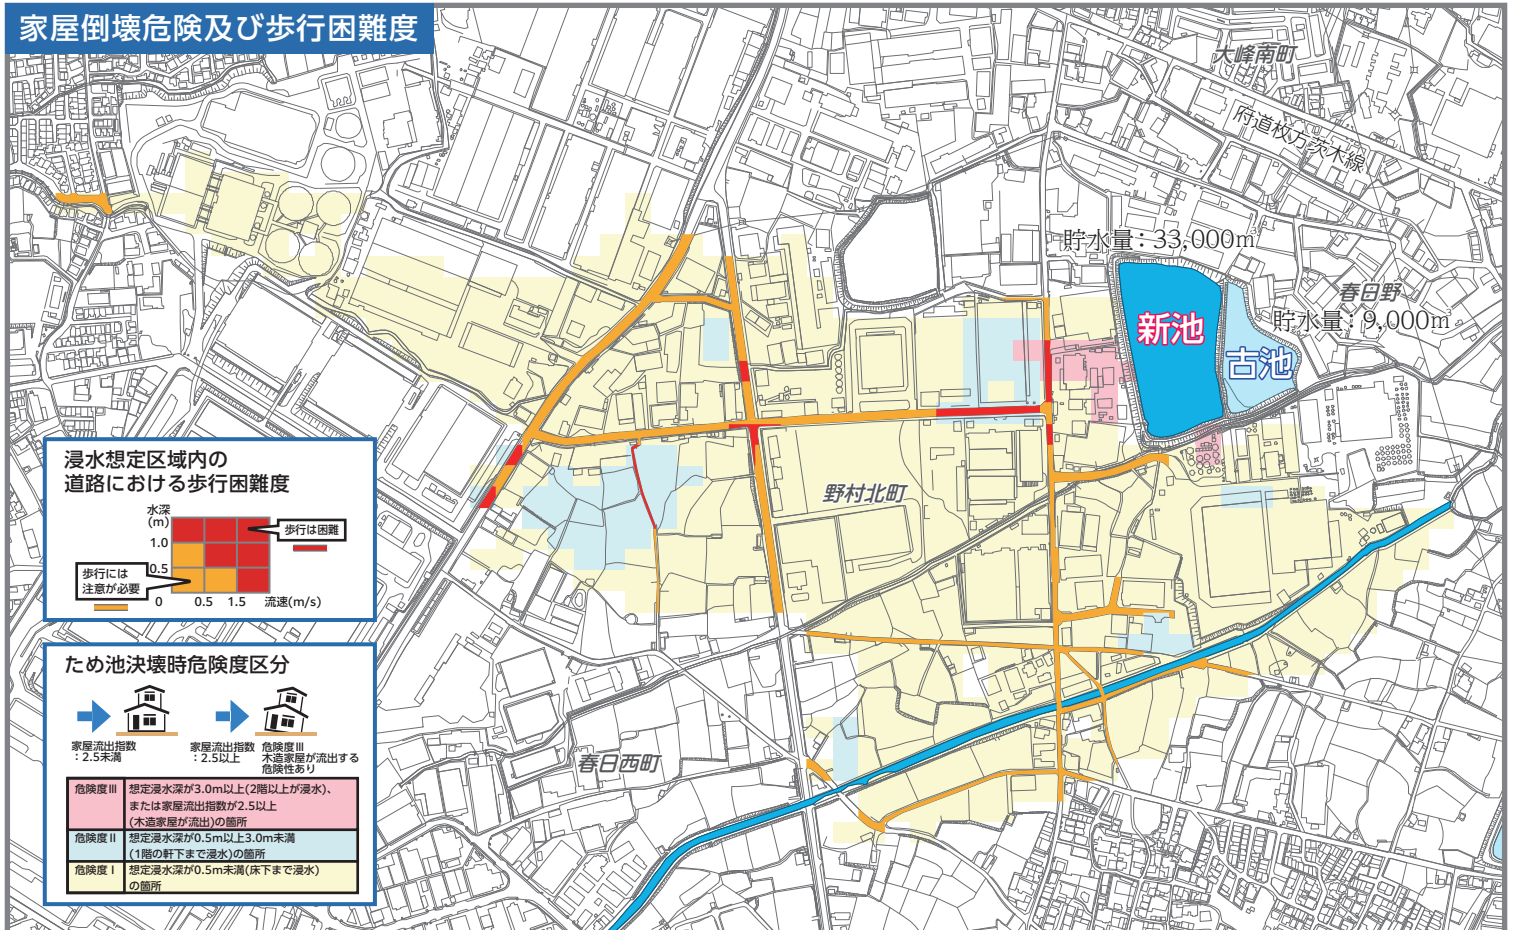 家屋倒壊危険及び歩行困難度
大峰南町
府道枚方茨木線
貯水量：33,000㎥
春日野
貯水量：9,000㎥
新池
古池
野村北町
春日西町
浸水想定区域内の
道路における歩行困難度
水深
(m)
1.0
0.5
0
0.5
1.5
流速(m/s)
歩行は困難
歩行には
注意が必要
ため池決壊時危険度区分
家屋流出指数
：2.5未満
家屋流出指数
：2.5以上
危険度Ⅲ
木造家屋が流出する
危険性あり
危険度Ⅲ
想定浸水深が3.0m以上(2階以上が浸水)、
または家屋流出指数が2.5以上
(木造家屋が流出)の箇所
危険度Ⅱ
想定浸水深が0.5m以上3.0m未満
(1階の軒下まで浸水)の箇所
危険度Ⅰ
想定浸水深が0.5m未満(床下まで浸水)
の箇所